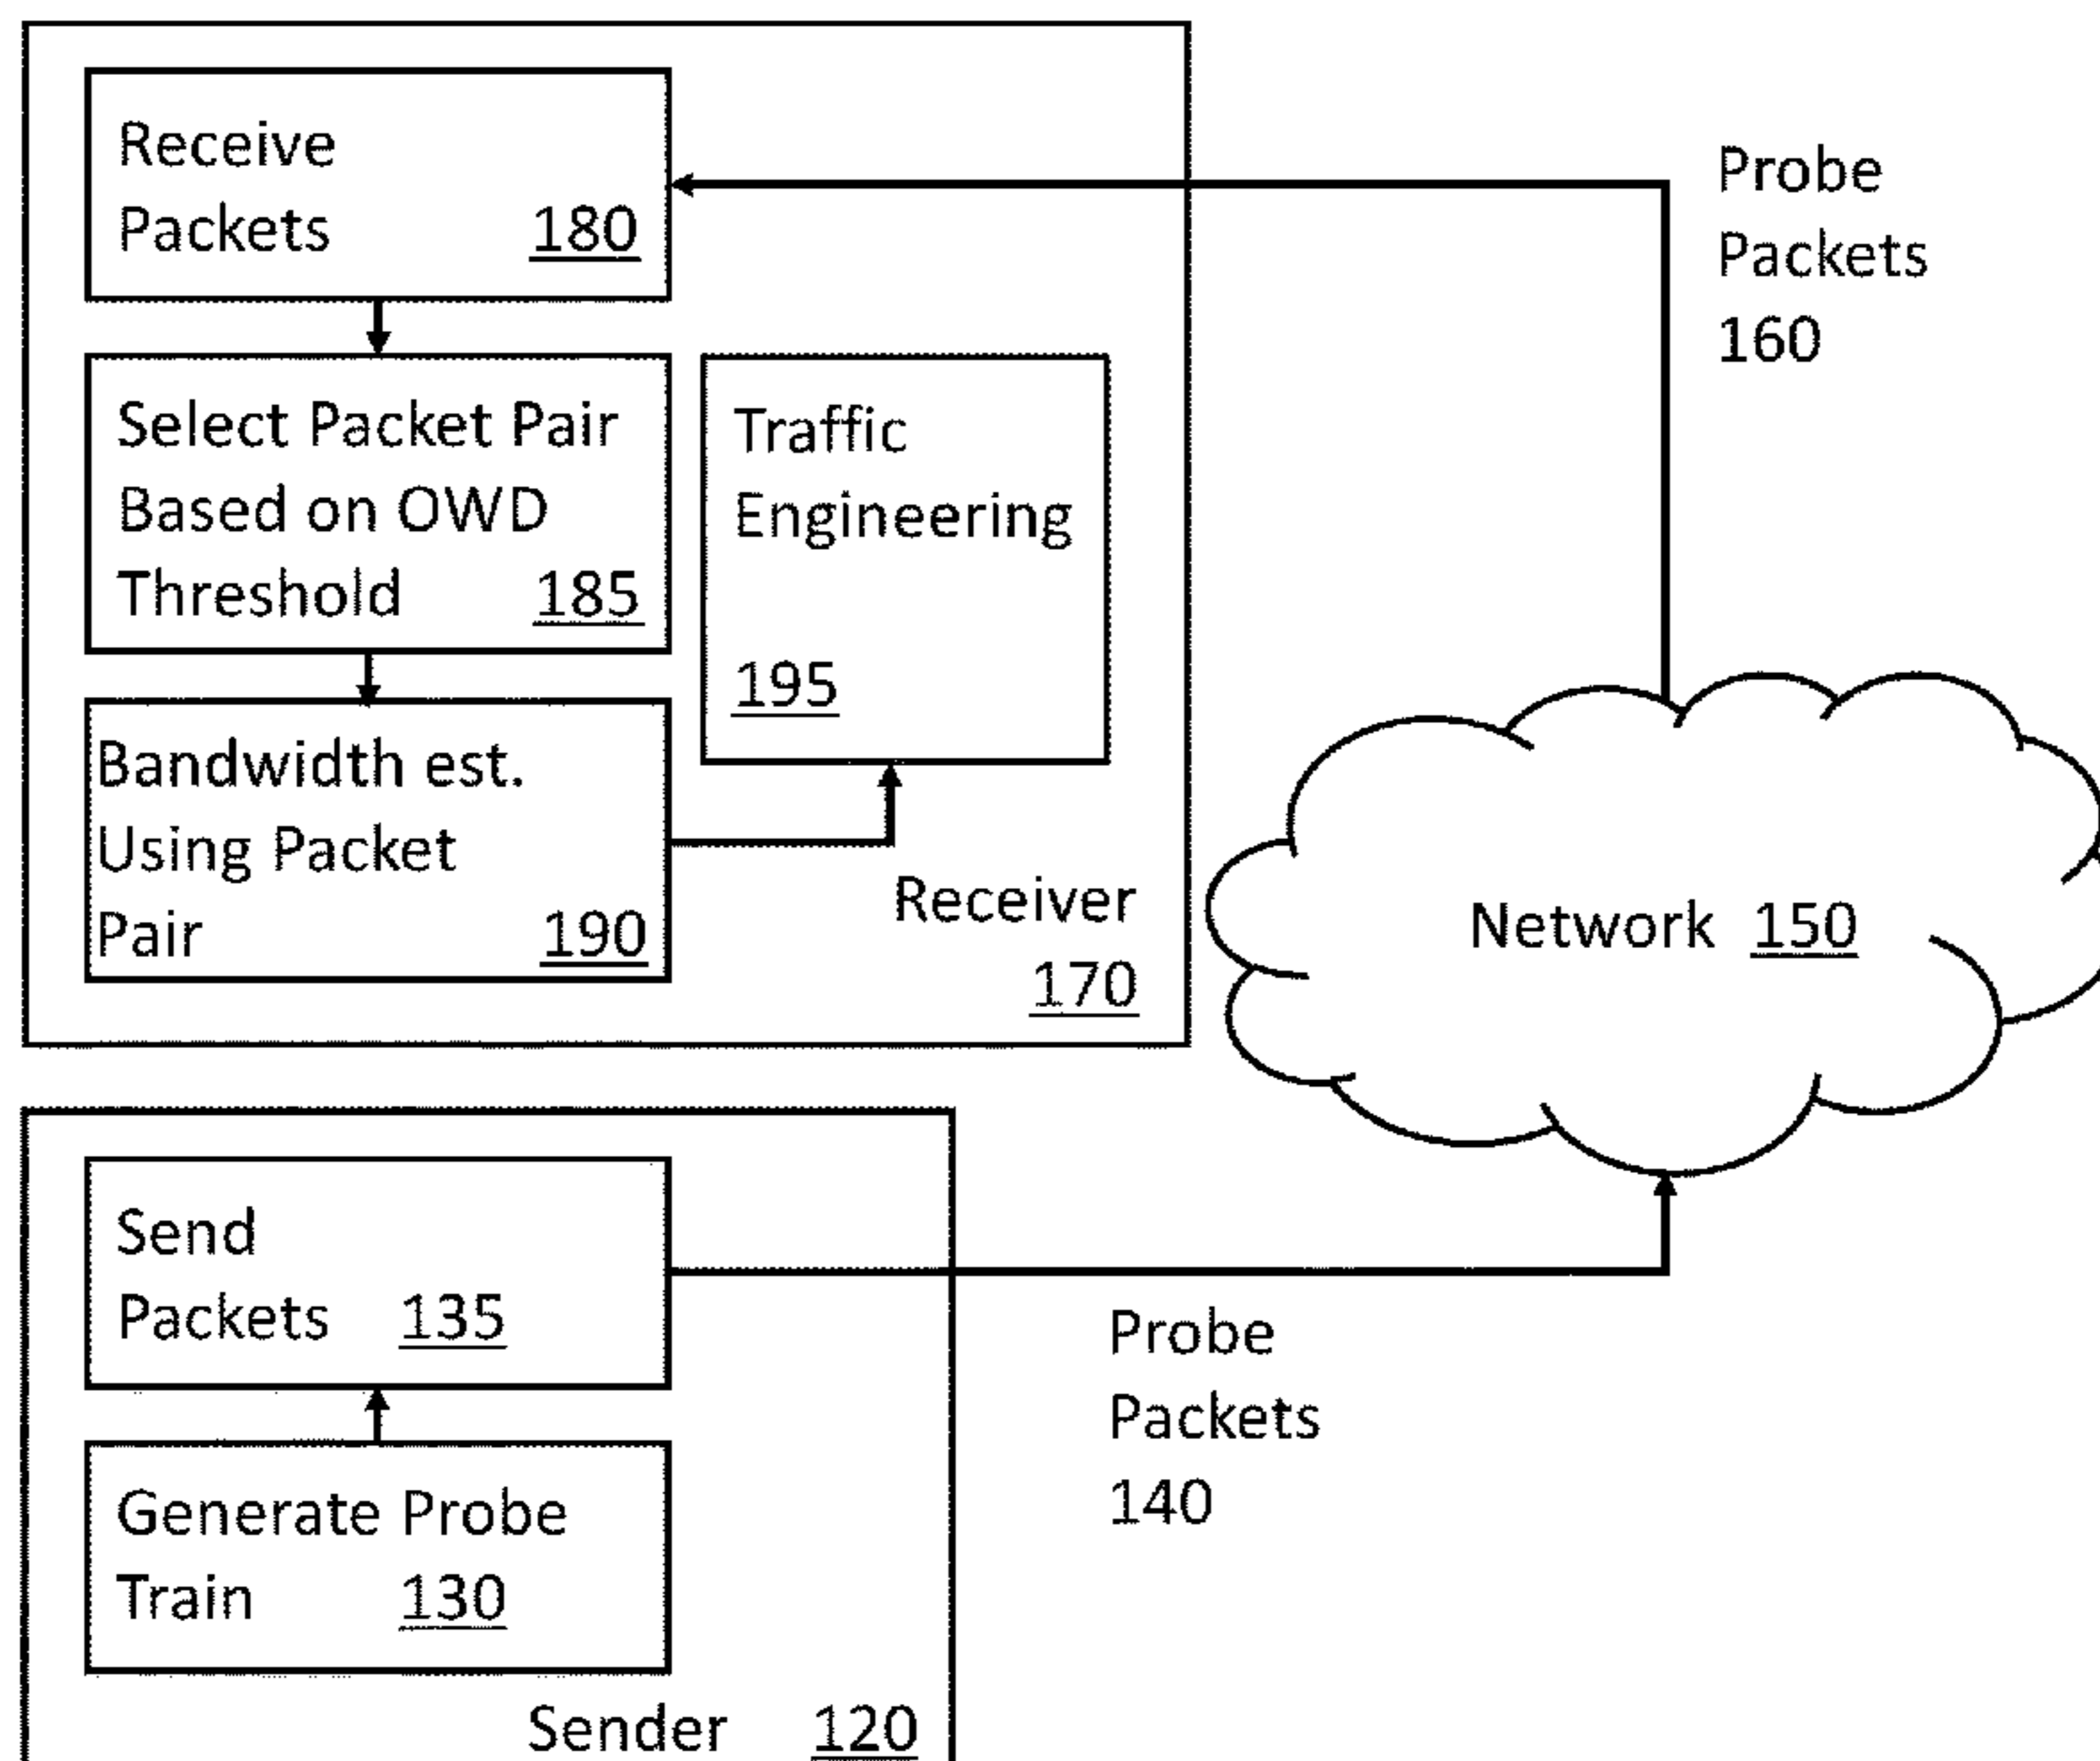 Receive
Packets 180
Select Packet Pair
Based on OWD
Threshold 185
Bandwidth est.
Using Packet
Pair 190
Traffic
Engineering
195
Receiver
170
Probe
Packets
160
Network 150
Send
Packets 135
Generate Probe
Train 130
Sender 120
Probe
Packets
140